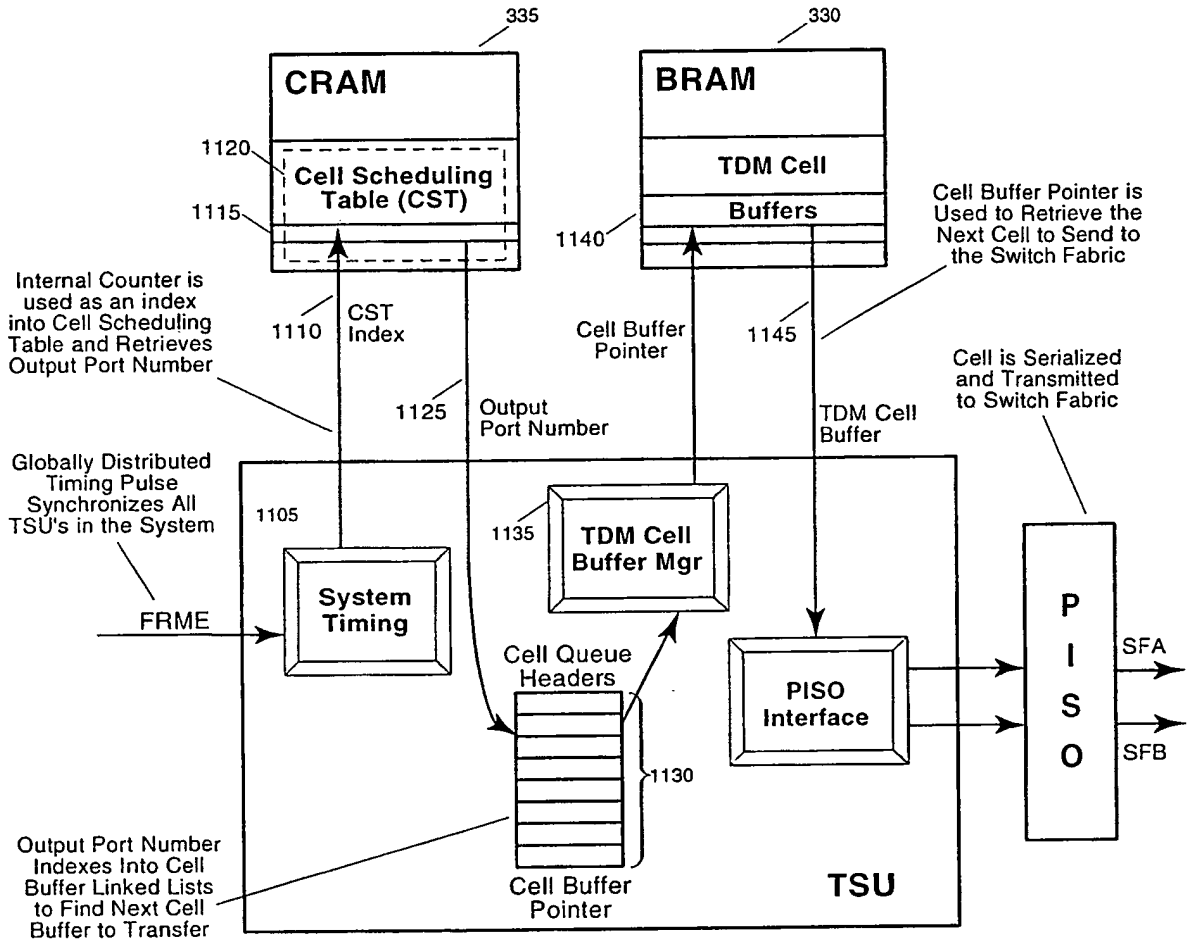 335
330
CRAM
BRAM
1120
Cell Scheduling
Table (CST)
1115
TDM Cell
Buffers
1140
Cell Buffer Pointer is
Used to Retrieve the
Next Cell to Send to
the Switch Fabric
Internal Counter is
used as an index
into Cell Scheduling
Table and Retrieves
Output Port Number
1110
CST
Index
1125
Output
Port Number
Cell Buffer
Pointer
1145
TDM Cell
Buffer
Cell is Serialized
and Transmitted
to Switch Fabric
Globally Distributed
Timing Pulse
Synchronizes All
TSU's in the System
1105
FRME
System
Timing
1135
TDM Cell
Buffer Mgr
Cell Queue
Headers
1130
Cell Buffer
Pointer
PISO
Interface
P
I
S
O
SFA
SFB
Output Port Number
Indexes Into Cell
Buffer Linked Lists
to Find Next Cell
Buffer to Transfer
TSU